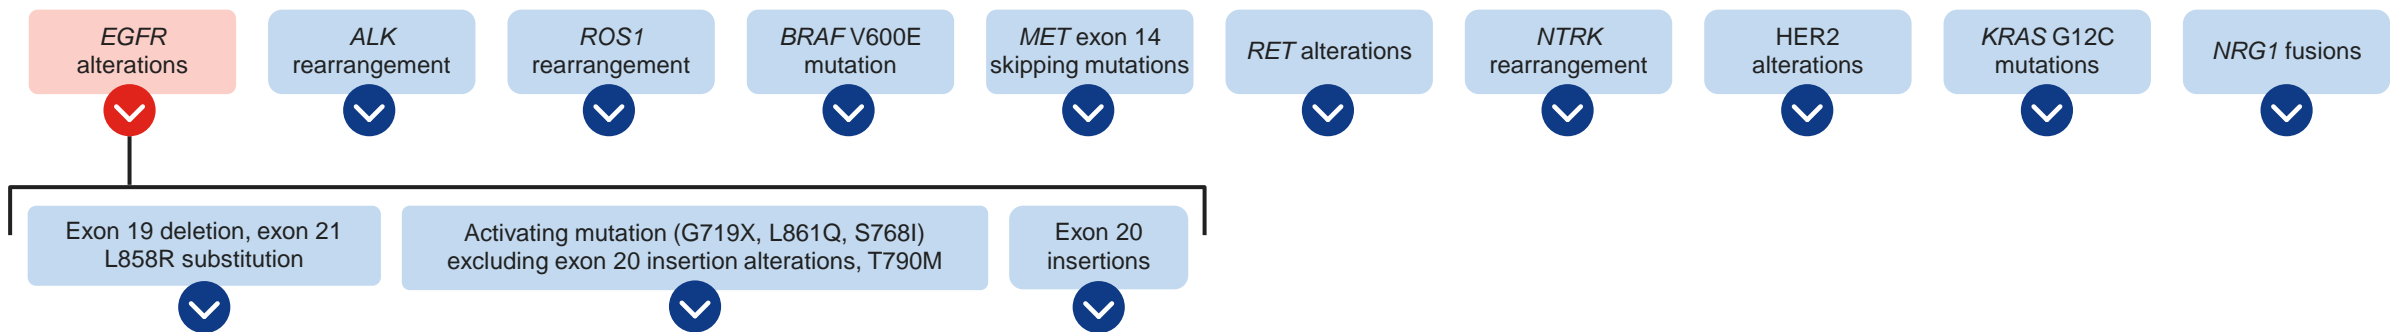 EGFR
alterations
ALK
rearrangement
ROS1
rearrangement
BRAF V600E
mutation
MET exon 14
skipping mutations
RET alterations
NTRK
rearrangement
HER2
alterations
KRAS G12C
mutations
NRG1 fusions
Exon 19 deletion, exon 21
L858R substitution
Activating mutation (G719X, L861Q, S768I)
excluding exon 20 insertion alterations, T790M
Exon 20
insertions